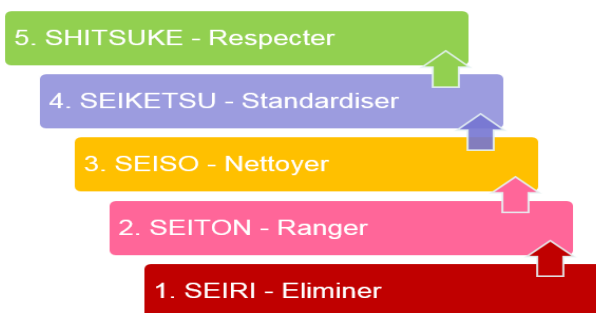 5. SHITSUKE - Respecter
4. SEIKETSU - Standardiser
3. SEISO - Nettoyer
2. SEITON - Ranger
1. SEIRI - Eliminer